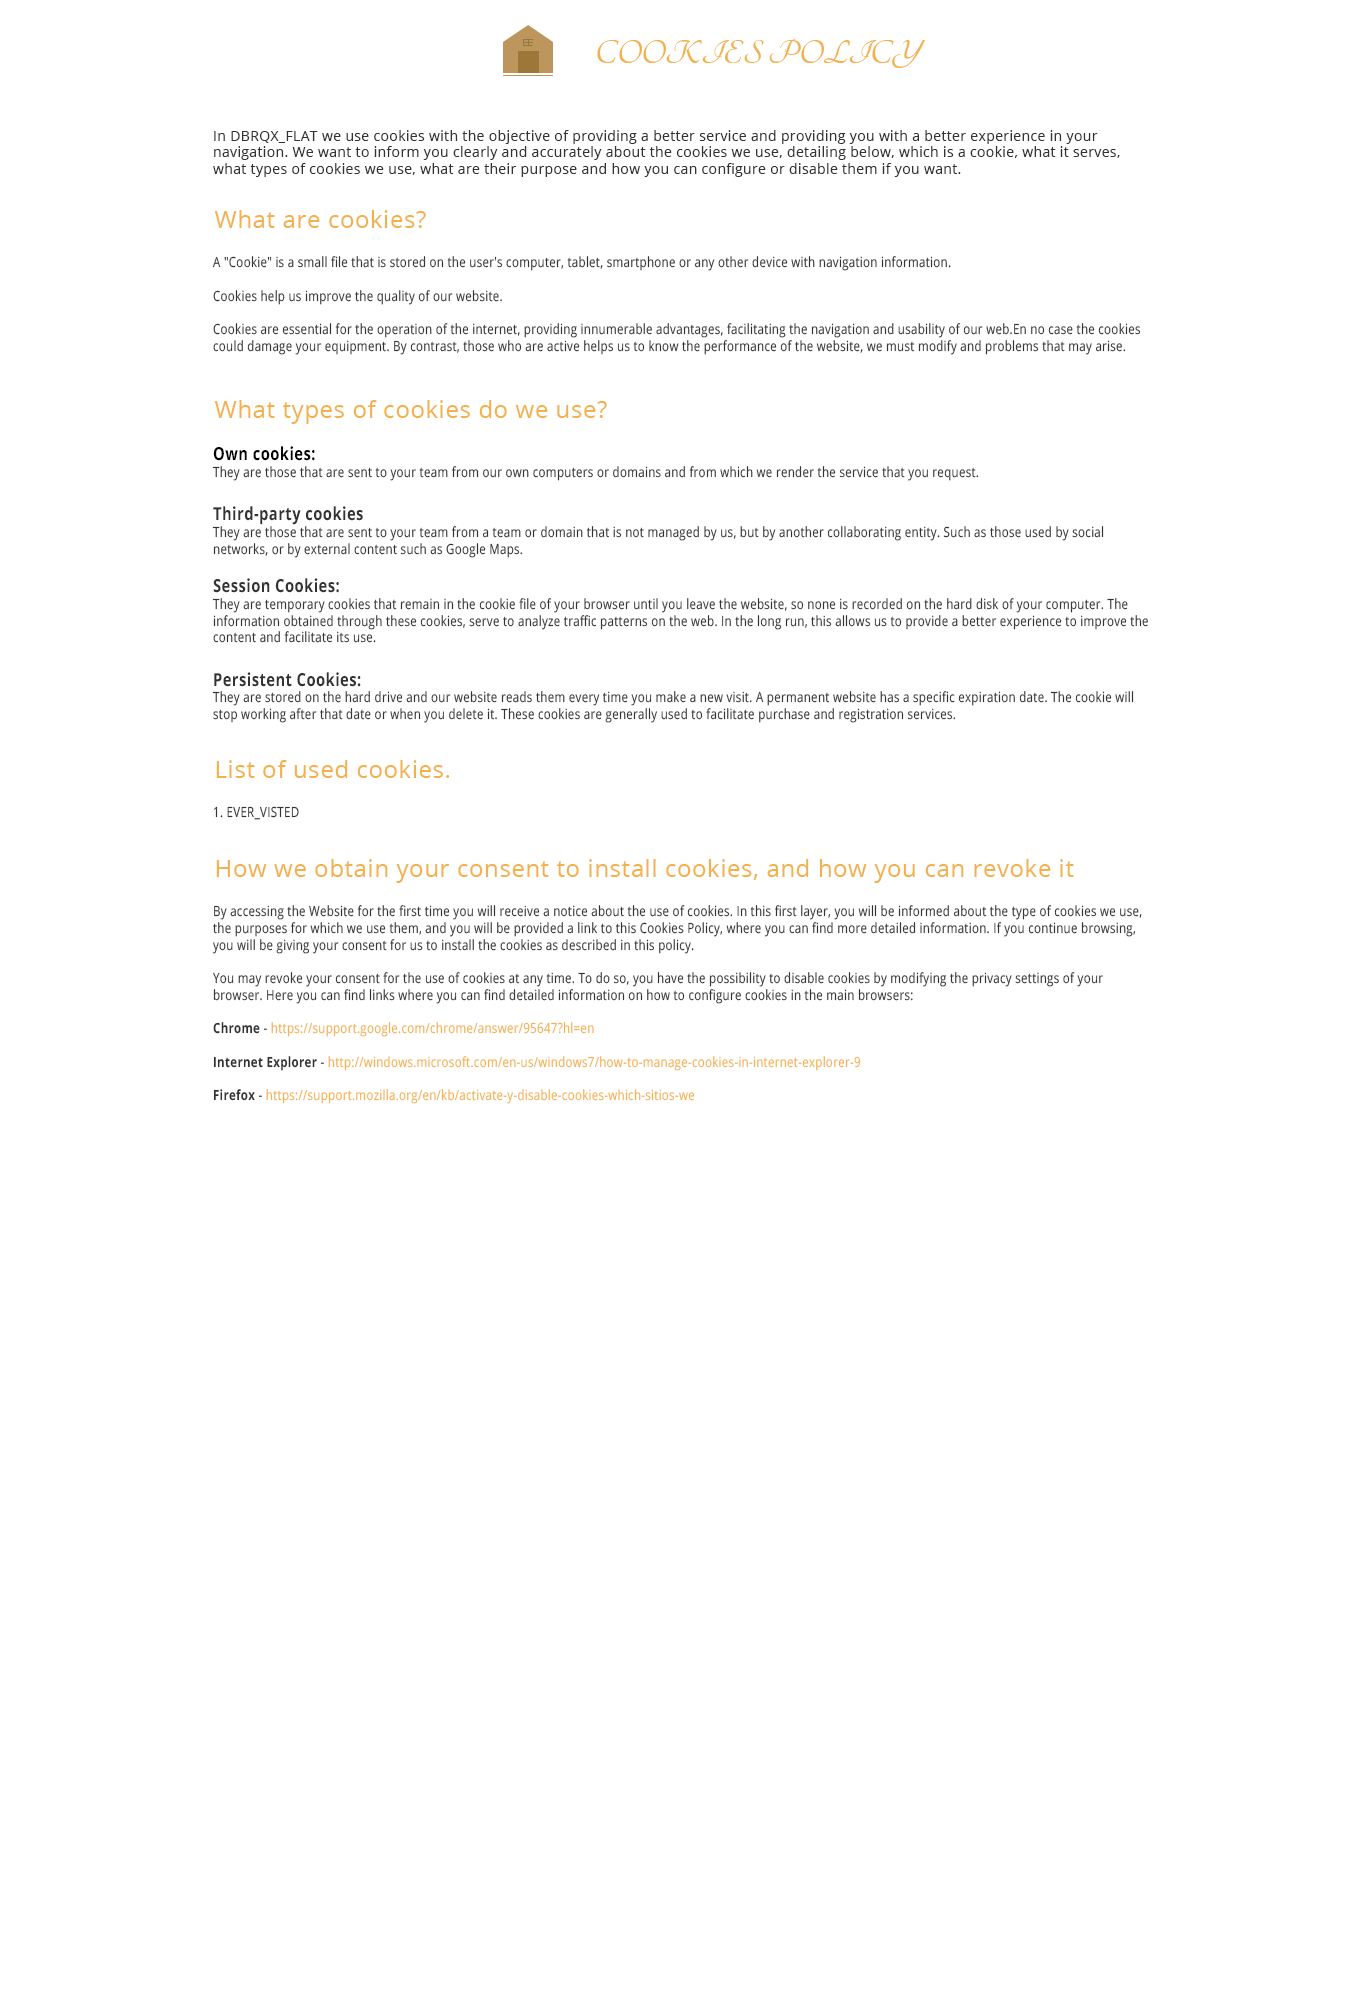 COOKIES POLICY
In DBRQX_FLAT we use cookies with the objective of providing a better service and providing you with a better experience in your
navigation. We want to inform you clearly and accurately about the cookies we use, detailing below, which is a cookie, what it serves,
what types of cookies we use, what are their purpose and how you can configure or disable them if you want.
What are cookies?
A "Cookie" is a small file that is stored on the user's computer, tablet, smartphone or any other device with navigation information.
Cookies help us improve the quality of our website.
Cookies are essential for the operation of the internet, providing innumerable advantages, facilitating the navigation and usability of our web.En no case the cookies
could damage your equipment. By contrast, those who are active helps us to know the performance of the website, we must modify and problems that may arise.
What types of cookies do we use?
Own cookies:
They are those that are sent to your team from our own computers or domains and from which we render the service that you request.
Third-party cookies
They are those that are sent to your team from a team or domain that is not managed by us, but by another collaborating entity. Such as those used by social
networks, or by external content such as Google Maps.
Session Cookies:
They are temporary cookies that remain in the cookie file of your browser until you leave the website, so none is recorded on the hard disk of your computer. The
information obtained through these cookies, serve to analyze traffic patterns on the web. In the long run, this allows us to provide a better experience to improve the
content and facilitate its use.
Persistent Cookies:
They are stored on the hard drive and our website reads them every time you make a new visit. A permanent website has a specific expiration date. The cookie will
stop working after that date or when you delete it. These cookies are generally used to facilitate purchase and registration services.
List of used cookies.
1. EVER_VISTED
How we obtain your consent to install cookies, and how you can revoke it
By accessing the Website for the first time you will receive a notice about the use of cookies. In this first layer, you will be informed about the type of cookies we use,
the purposes for which we use them, and you will be provided a link to this Cookies Policy, where you can find more detailed information. If you continue browsing,
you will be giving your consent for us to install the cookies as described in this policy.
You may revoke your consent for the use of cookies at any time. To do so, you have the possibility to disable cookies by modifying the privacy settings of your
browser. Here you can find links where you can find detailed information on how to configure cookies in the main browsers:
Chrome - https://support.google.com/chrome/answer/95647?hl=en
Internet Explorer - http://windows.microsoft.com/en-us/windows7/how-to-manage-cookies-in-internet-explorer-9
Firefox - https://support.mozilla.org/en/kb/activate-y-disable-cookies-which-sitios-we